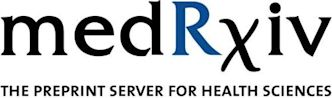 medRχiv
THE PREPRINT SERVER FOR HEALTH SCIENCES